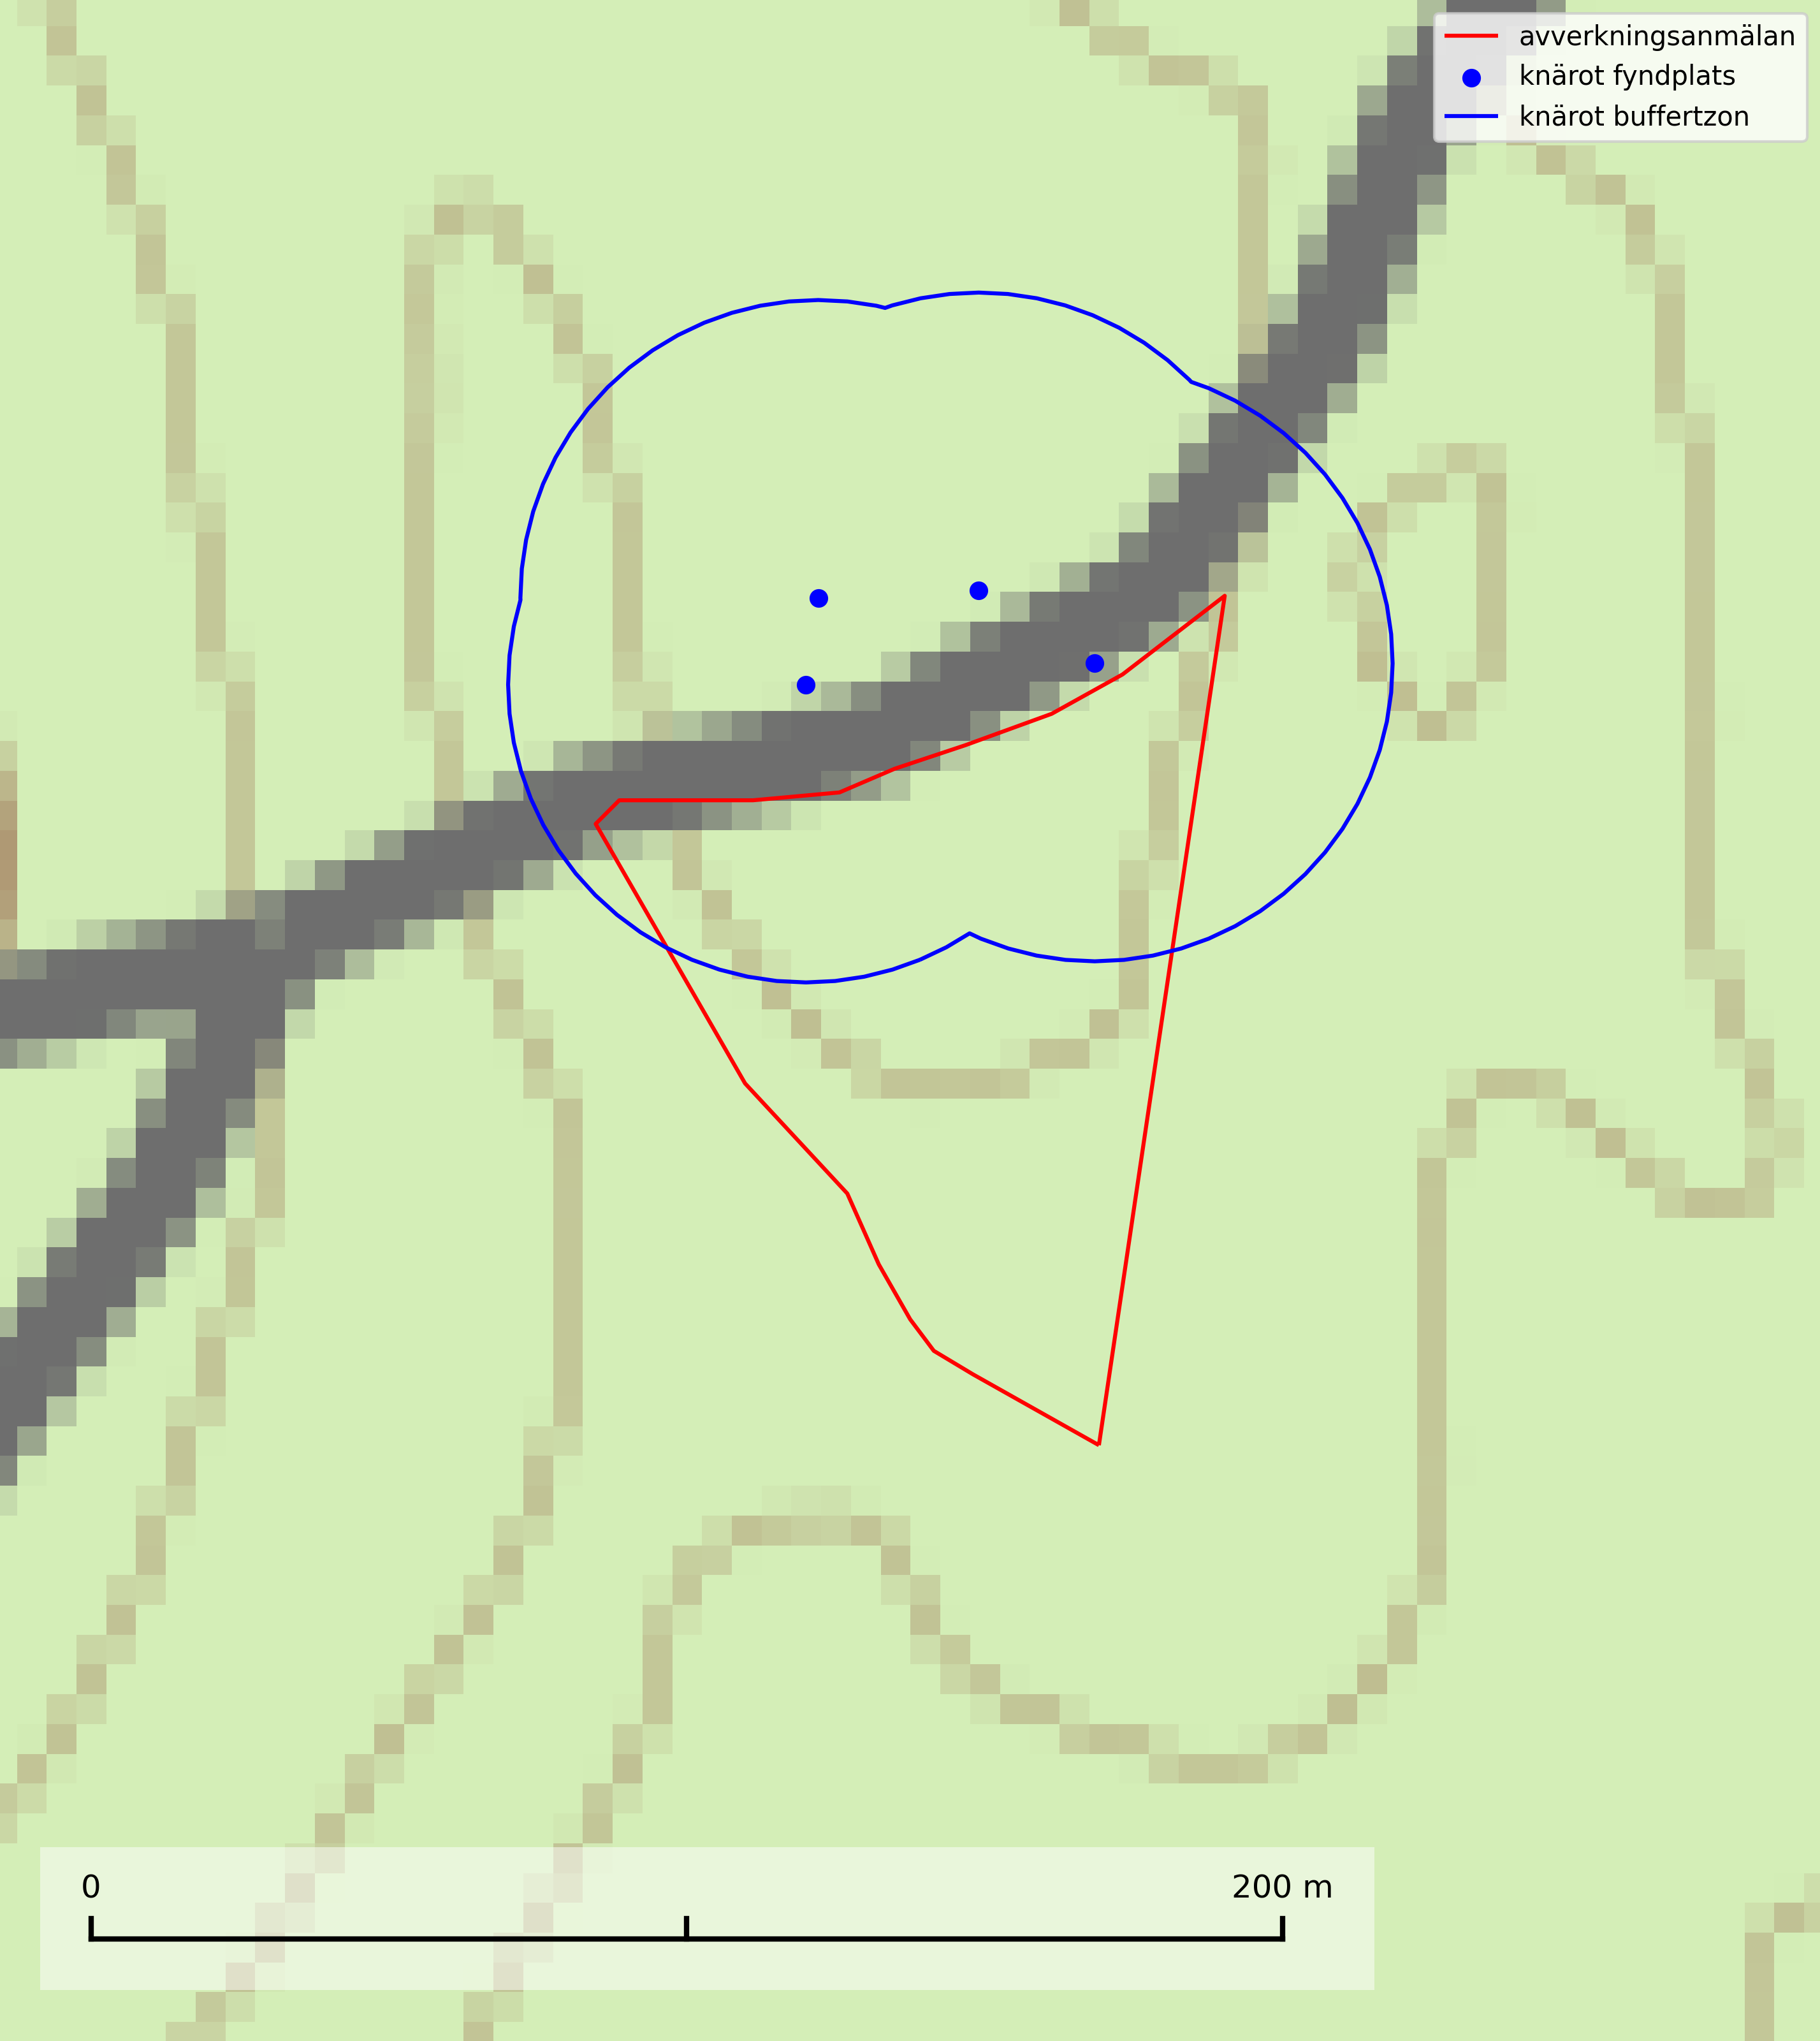 avverkningsanmälan
knärot fyndplats
knärot buffertzon
0
200 m